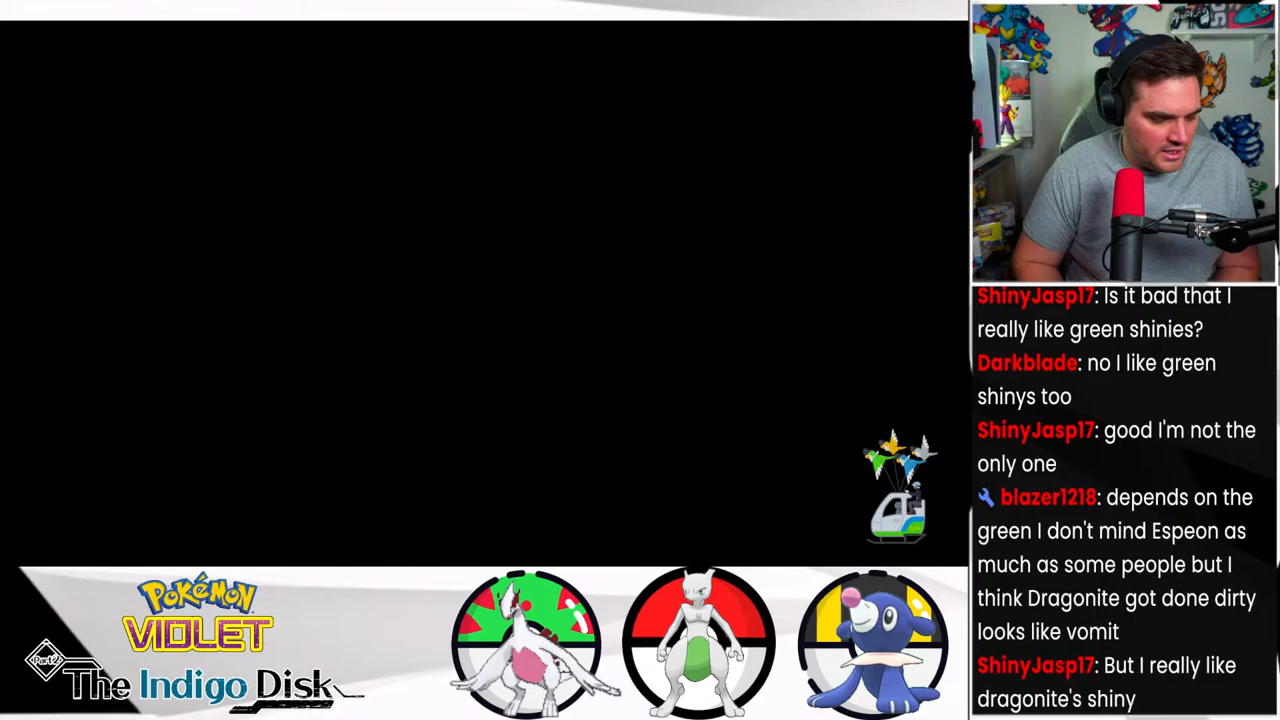 ShinyJasp17: Is it bad that I
really like green shinies?
Darkblade: no I like green
shinys too
ShinyJasp17: good I'm not the
only one
blazer1218: depends on the
green I don't mind Espeon as
much as some people but I
think Dragonite got done dirty
looks like vomit
ShinyJasp17: But I really like
dragonite's shiny
POKéMON
VIOLET
Part 2
The Indigo Disk